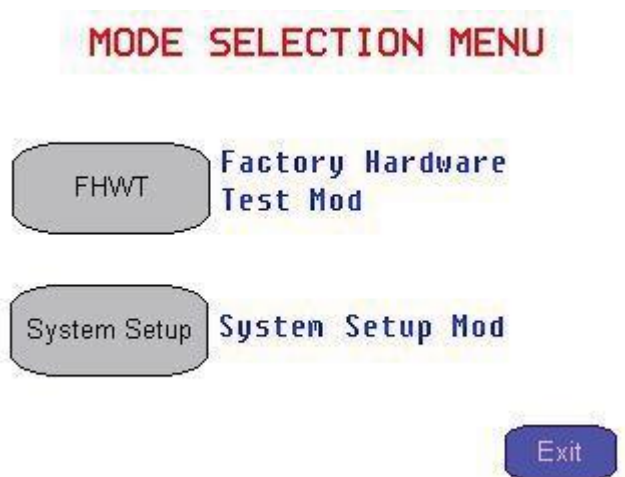 MODE SELECTION MENU
FHWT
Factory Hardware
Test Mod
System Setup
System Setup Mod
Exit